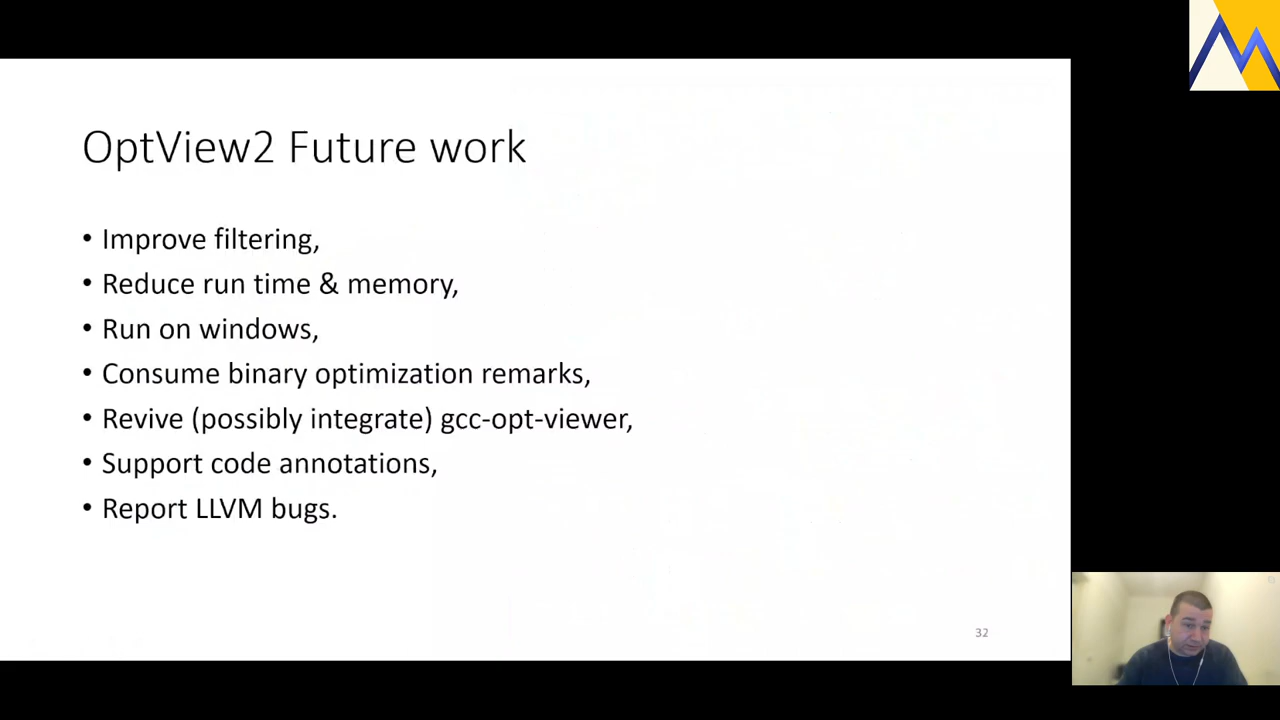 OptView2 Future work
• Improve filtering,
• Reduce run time & memory,
• Run on windows,
• Consume binary optimization remarks,
• Revive (possibly integrate) gcc-opt-viewer,
• Support code annotations,
• Report LLVM bugs.
32